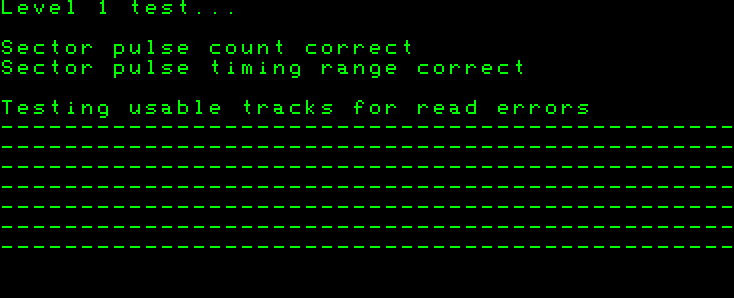 Level 1 test...
Sector pulse count correct
Sector pulse timing range correct
Testing usable tracks for read errors
----------------------------------------------
----------------------------------------------
----------------------------------------------
----------------------------------------------
----------------------------------------------
----------------------------------------------
----------------------------------------------